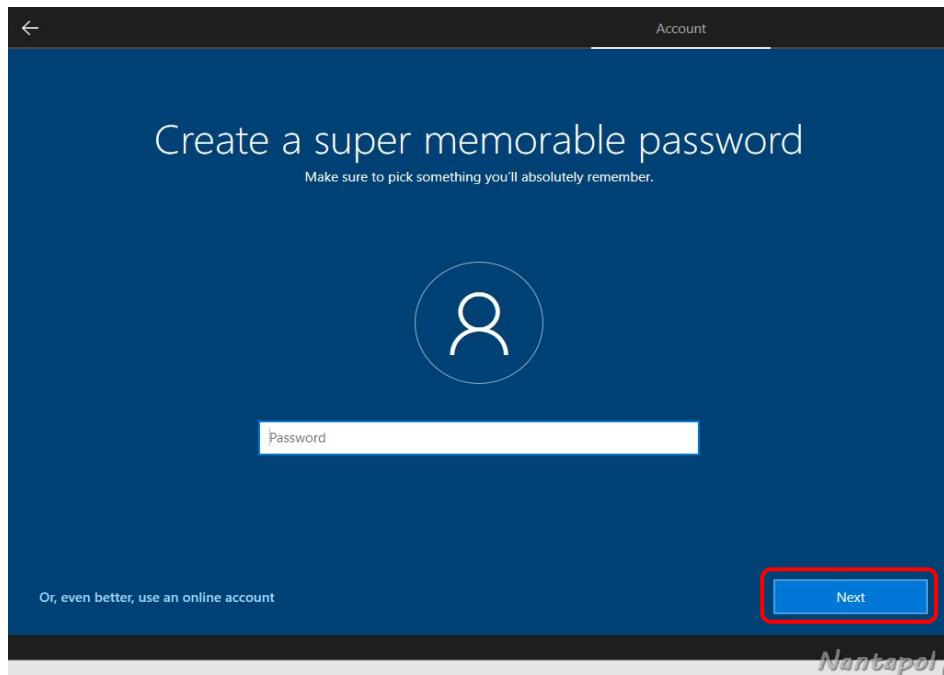 Account
Create a super memorable password
Make sure to pick something you'll absolutely remember.
Password
Or, even better, use an online account
Next
Nantapol